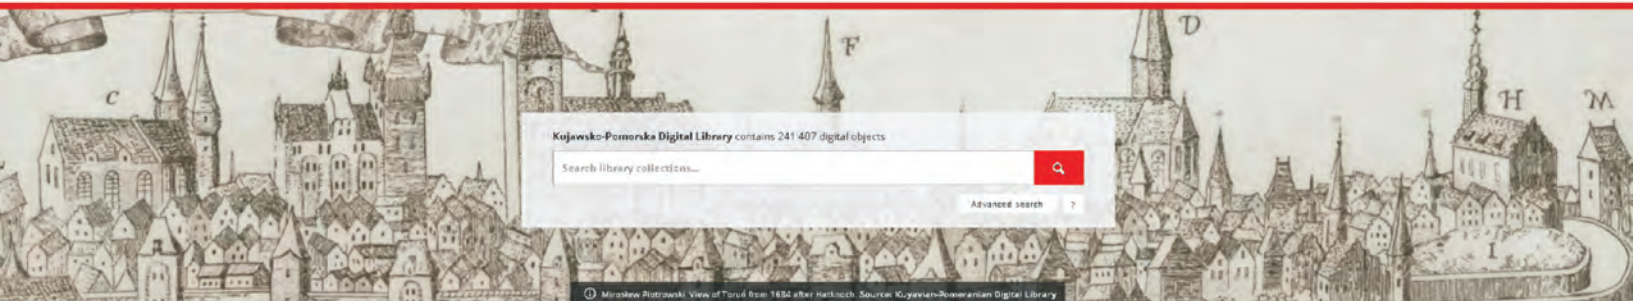 D
F
C
H M
Kujawsko-Pomorska Digital Library contains 241 407 digital objects
Search library collections...
Advanced search ?
I
Mirosław Piotrowski View of Toruń from 1684 after Hartknoch. Source: Kuyavian-Pomeranian Digital Library